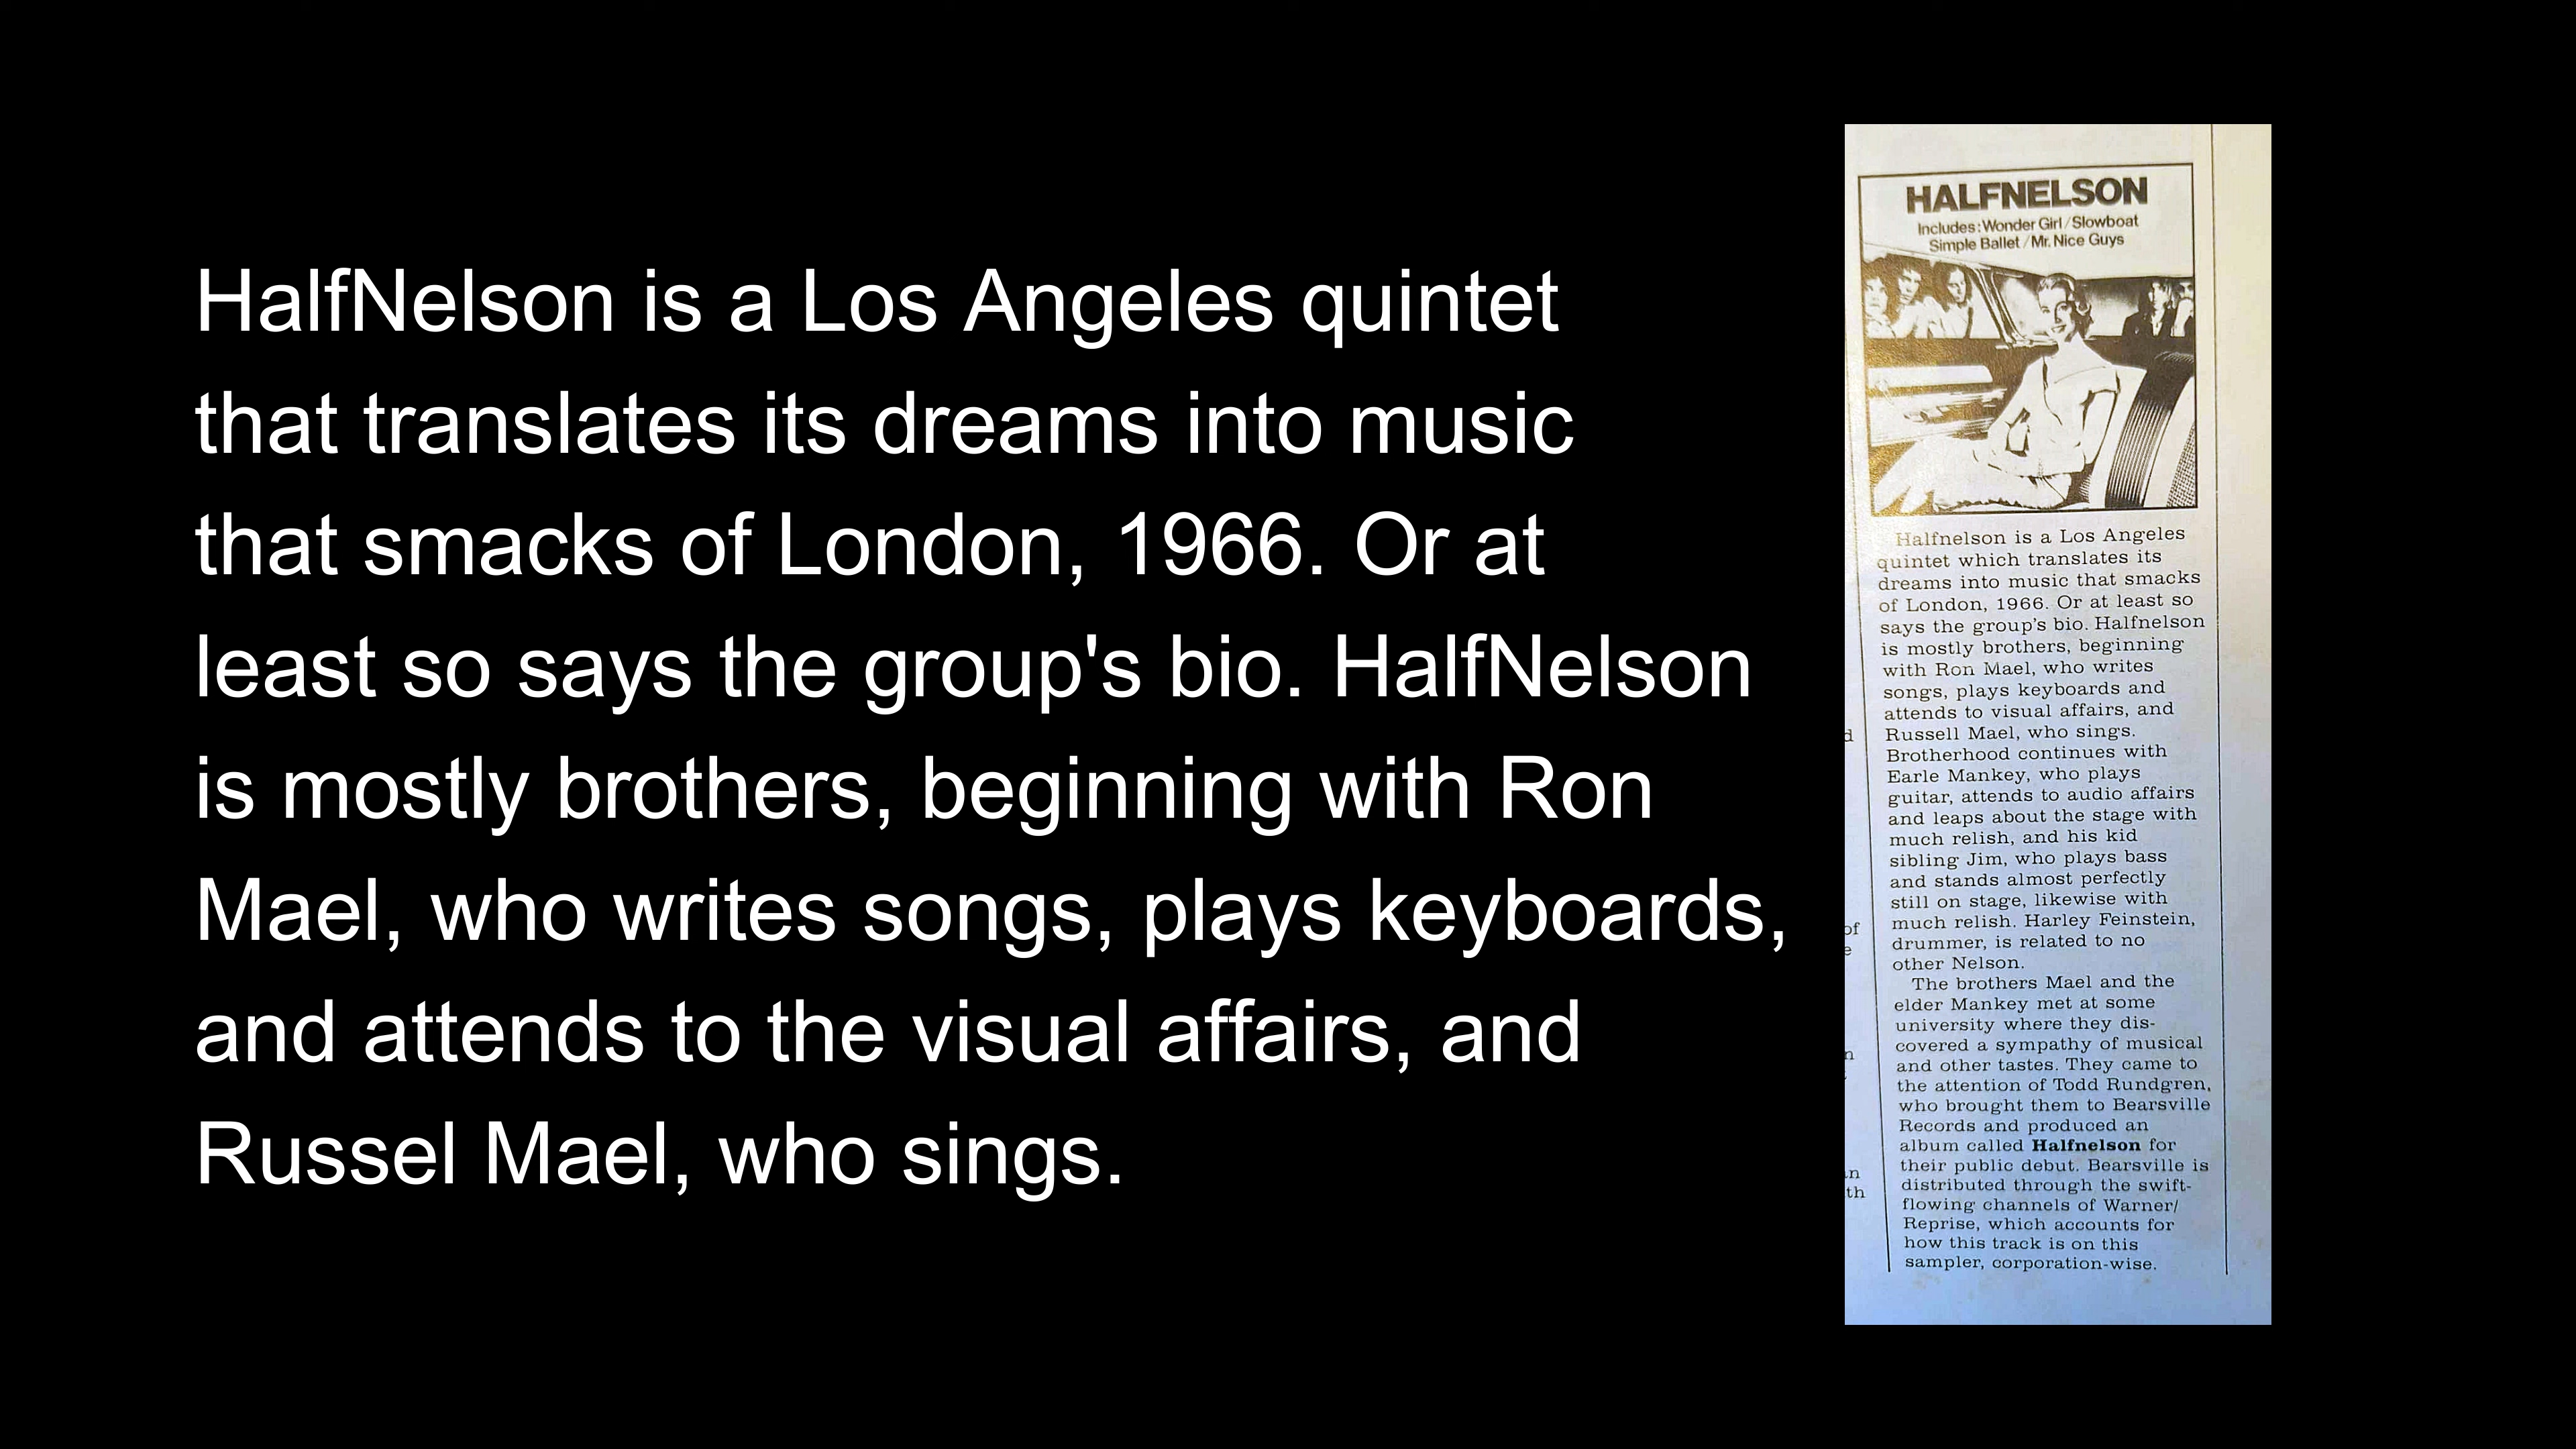 HalfNelson is a Los Angeles quintet
that translates its dreams into music
that smacks of London, 1966. Or at
least so says the group's bio. HalfNelson
is mostly brothers, beginning with Ron
Mael, who writes songs, plays keyboards,
and attends to the visual affairs, and
Russel Mael, who sings.
HALFNELSON
Includes: Wonder Girl / Slowboat
Simple Ballet / Mr. Nice Guys
Halfnelson is a Los Angeles
quintet which translates its
dreams into music that smacks
of London, 1966. Or at least so
says the group's bio. Halfnelson
is mostly brothers, beginning
with Ron Mael, who writes
songs, plays keyboards and
attends to visual affairs, and
Russell Mael, who sings.
Brotherhood continues with
Earle Mankey, who plays
guitar, attends to audio affairs
and leaps about the stage with
much relish, and his kid
sibling Jim, who plays bass
and stands almost perfectly
still on stage, likewise with
much relish. Harley Feinstein,
drummer, is related to no
other Nelson.
The brothers Mael and the
elder Mankey met at some
university where they dis-
covered a sympathy of musical
and other tastes. They came to
the attention of Todd Rundgren,
who brought them to Bearsville
Records and produced an
album called Halfnelson for
their public debut. Bearsville is
distributed through the swift-
flowing channels of Warner/
Reprise, which accounts for
how this track is on this
sampler, corporation-wise.